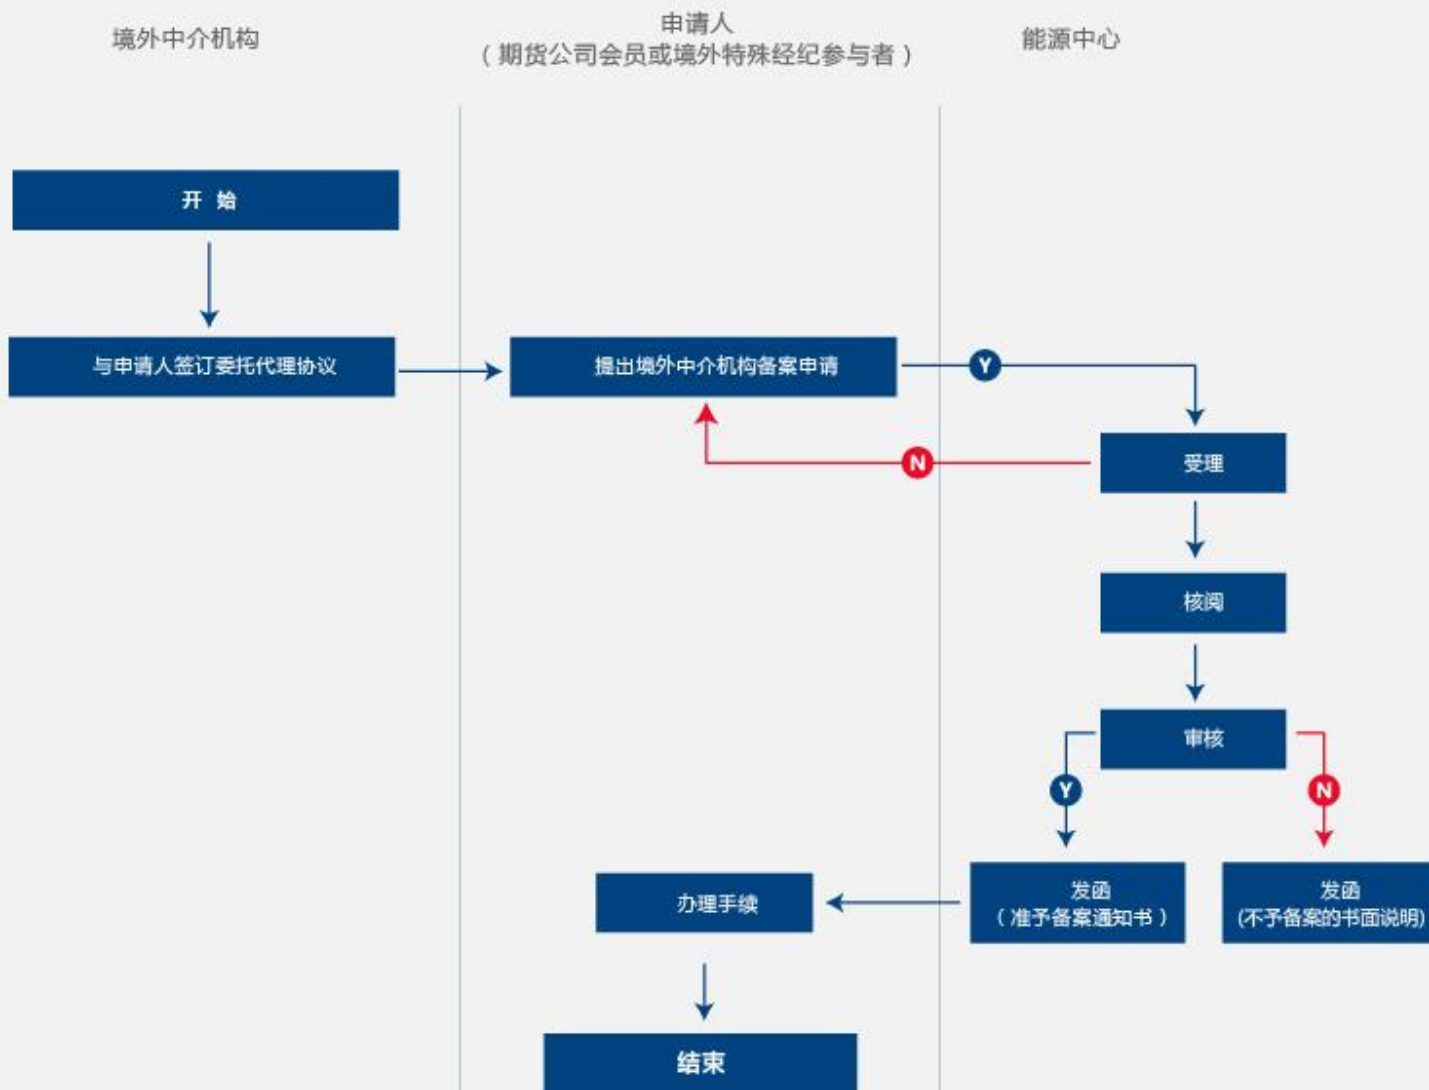 境外中介机构
申请人
（期货公司会员或境外特殊经纪参与者）
能源中心
开 始
与申请人签订委托代理协议
提出境外中介机构备案申请
Y
N
受理
核阅
审核
Y
N
发函
（准予备案通知书）
发函
(不予备案的书面说明)
办理手续
结束